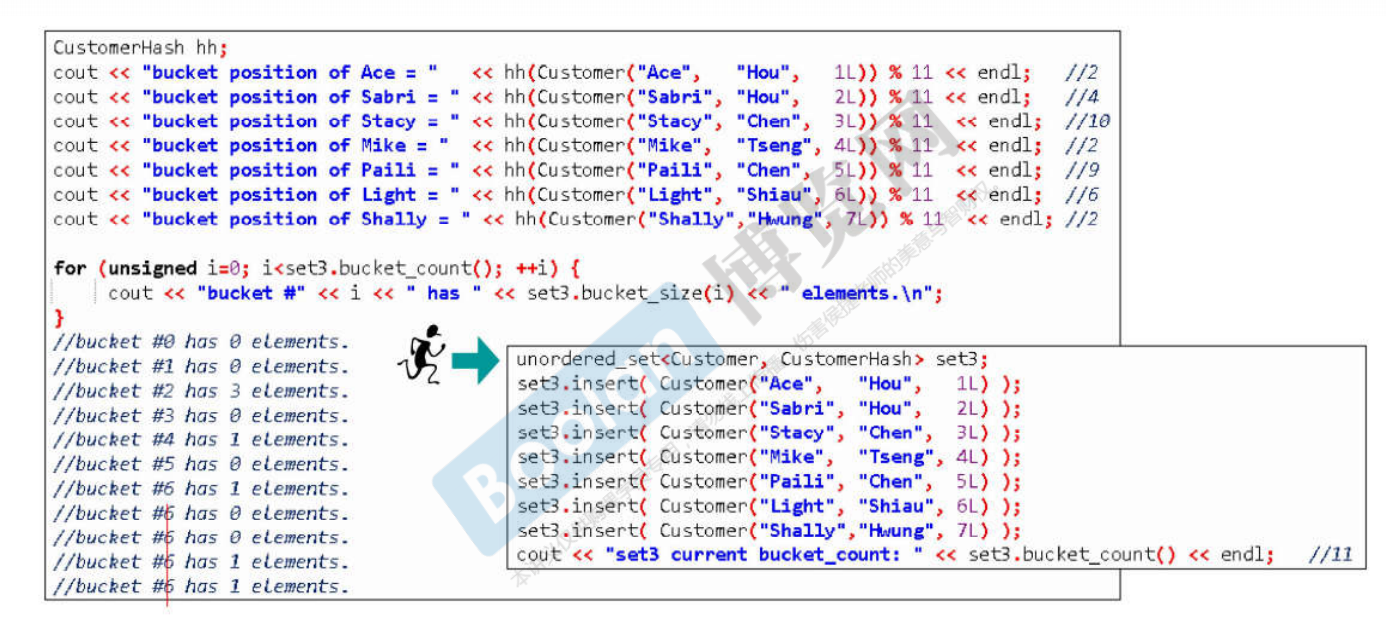 CustomerHash hh;
cout << "bucket position of Ace = " << hh(Customer("Ace", "Hou", 1L)) % 11 << endl; //2
cout << "bucket position of Sabri = " << hh(Customer("Sabri", "Hou", 2L)) % 11 << endl; //4
cout << "bucket position of Stacy = " << hh(Customer("Stacy", "Chen", 3L)) % 11 << endl; //10
cout << "bucket position of Mike = " << hh(Customer("Mike", "Tseng", 4L)) % 11 << endl; //2
cout << "bucket position of Paili = " << hh(Customer("Paili", "Chen", 5L)) % 11 << endl; //9
cout << "bucket position of Light = " << hh(Customer("Light", "Shiau", 6L)) % 11 << endl; //6
cout << "bucket position of Shally = " << hh(Customer("Shally","Hwung", 7L)) % 11 << endl; //2
for (unsigned i=0; i<set3.bucket_count(); ++i) {
cout << "bucket #" << i << " has " << set3.bucket_size(i) << " elements.\n";
}
//bucket #0 has 0 elements.
//bucket #1 has 0 elements.
//bucket #2 has 3 elements.
//bucket #3 has 0 elements.
//bucket #4 has 1 elements.
//bucket #5 has 0 elements.
//bucket #6 has 1 elements.
//bucket #6 has 0 elements.
//bucket #6 has 0 elements.
//bucket #6 has 1 elements.
//bucket #6 has 1 elements.
unordered_set<Customer, CustomerHash> set3;
set3.insert( Customer("Ace", "Hou", 1L) );
set3.insert( Customer("Sabri", "Hou", 2L) );
set3.insert( Customer("Stacy", "Chen", 3L) );
set3.insert( Customer("Mike", "Tseng", 4L) );
set3.insert( Customer("Paili", "Chen", 5L) );
set3.insert( Customer("Light", "Shiau", 6L) );
set3.insert( Customer("Shally","Hwung", 7L) );
cout << "set3 current bucket_count: " << set3.bucket_count() << endl; //11
Boolan 博览网